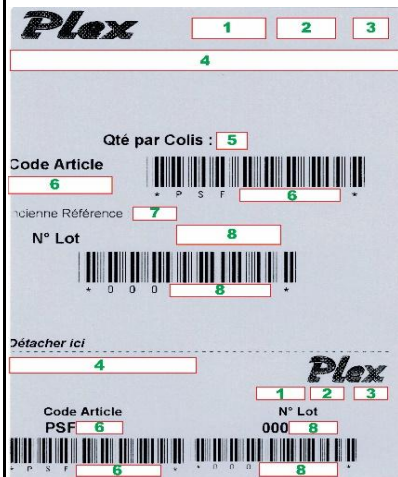 Plex 1 2 3
4
Qté par Colis : 5
Code Article
6
* P S F 6 *
ncienne Référence 7
8
N° Lot
* 0 0 0 8 *
Détacher ici
4
Plex
1 2 3
Code Article N° Lot
PSF 6 000 8
* P S F 6 * * 0 0 0 8 *